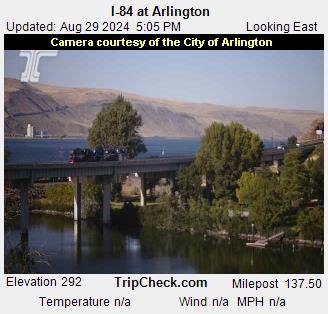 I-84 at Arlington
Updated: Aug 29 2024 5:05 PM Looking East
Camera courtesy of the City of Arlington
Elevation 292 TripCheck.com Milepost 137.50
Temperature n/a Wind n/a MPH n/a